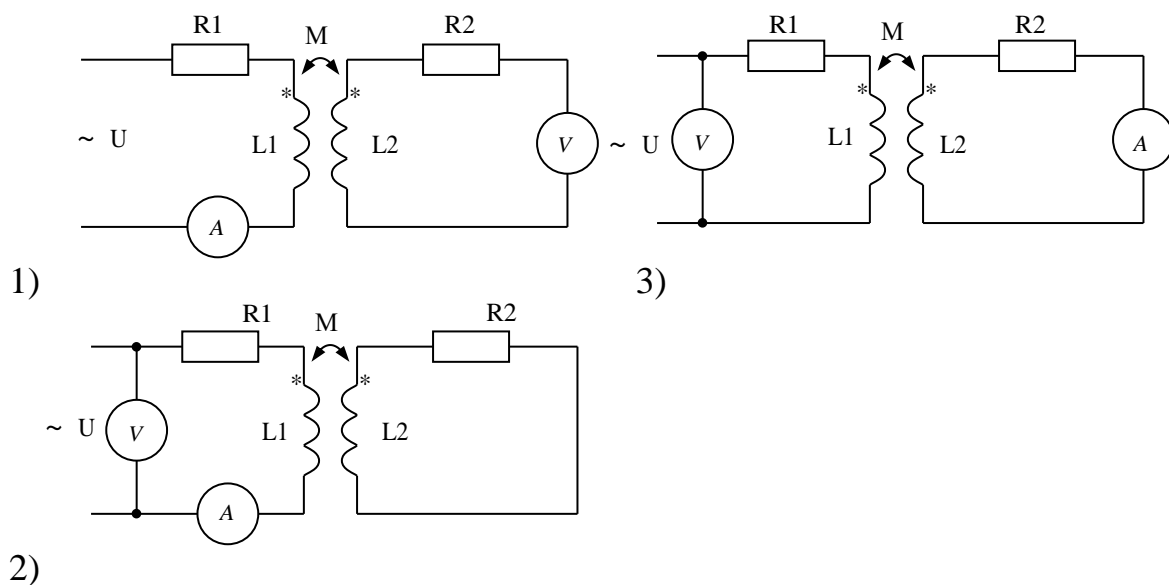 R1 M R2
* *
~ U L1 L2 V
A
1)
R1 M R2
* *
~ U V L1 L2 A
3)
R1 M R2
* *
~ U V L1 L2
A
2)